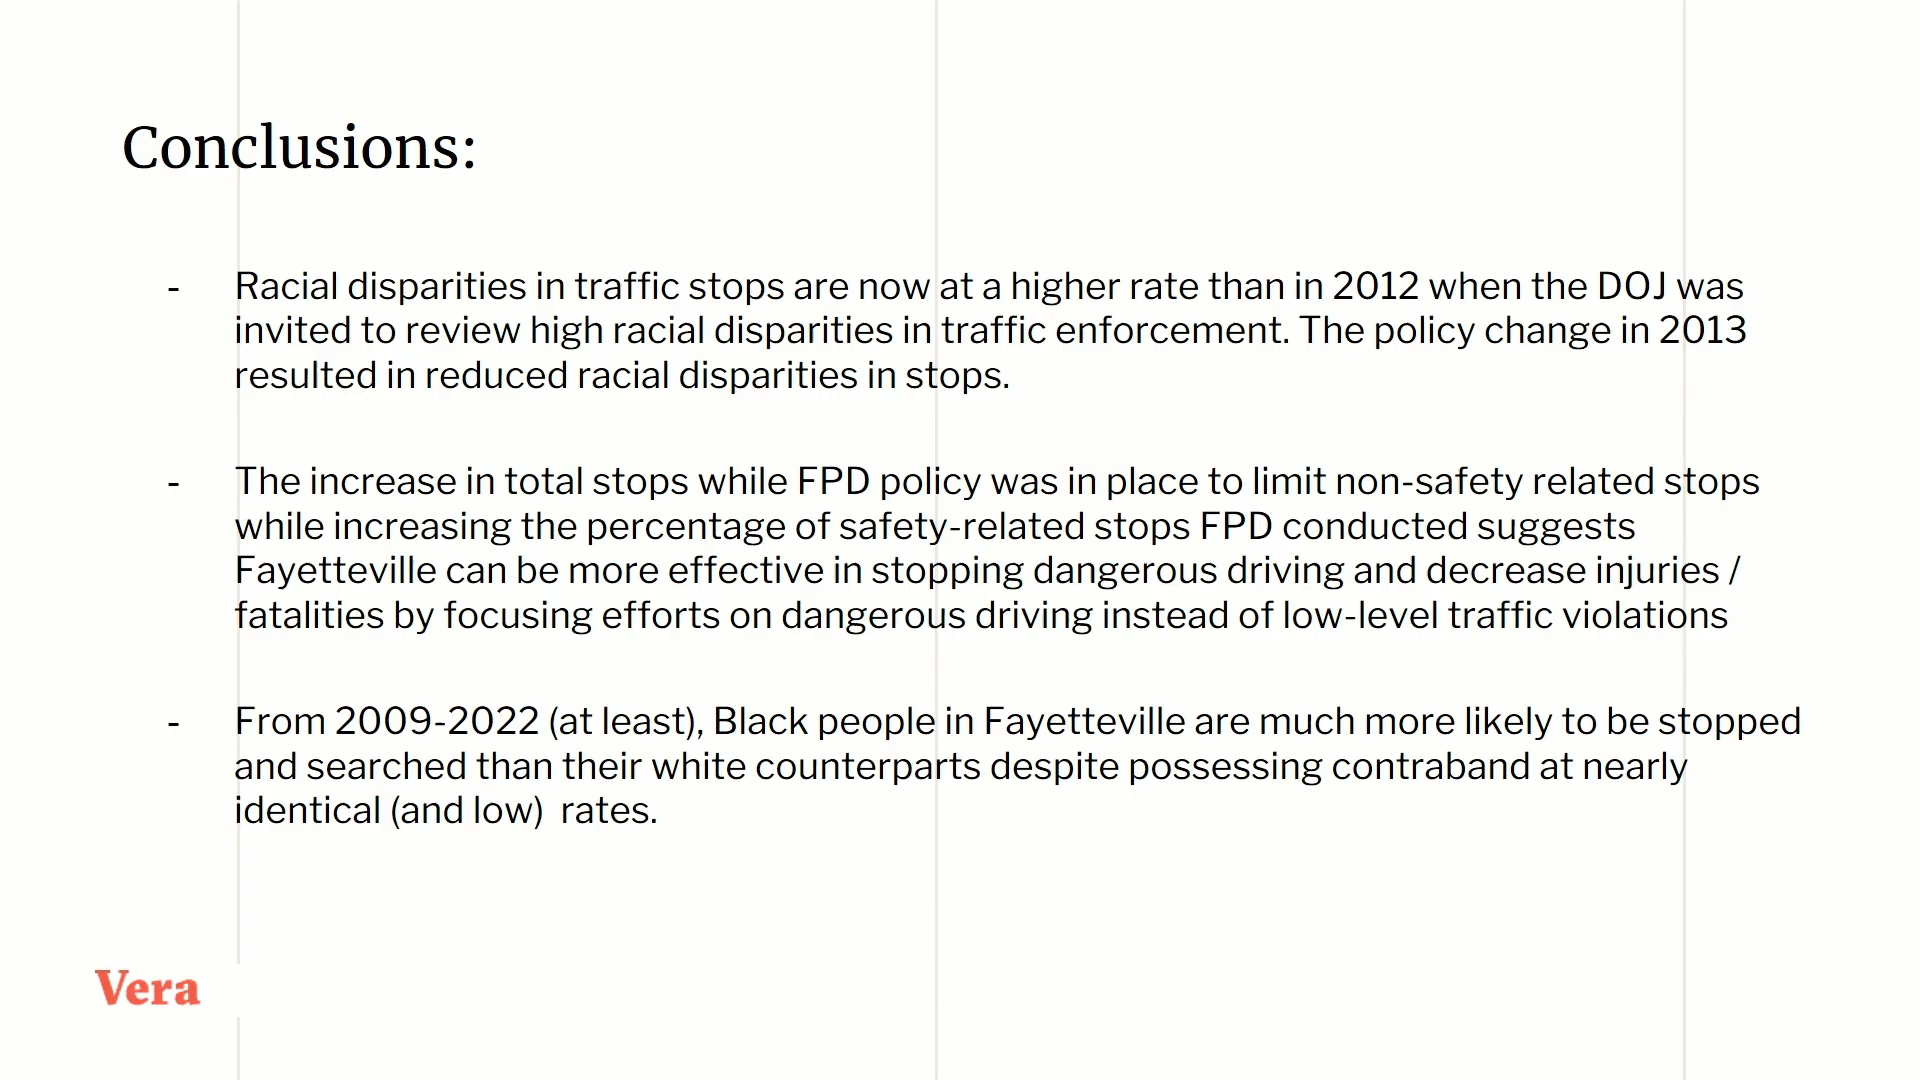 Conclusions:
- Racial disparities in traffic stops are now at a higher rate than in 2012 when the DOJ was
invited to review high racial disparities in traffic enforcement. The policy change in 2013
resulted in reduced racial disparities in stops.
- The increase in total stops while FPD policy was in place to limit non-safety related stops
while increasing the percentage of safety-related stops FPD conducted suggests
Fayetteville can be more effective in stopping dangerous driving and decrease injuries /
fatalities by focusing efforts on dangerous driving instead of low-level traffic violations
- From 2009-2022 (at least), Black people in Fayetteville are much more likely to be stopped
and searched than their white counterparts despite possessing contraband at nearly
identical (and low)  rates.
Vera